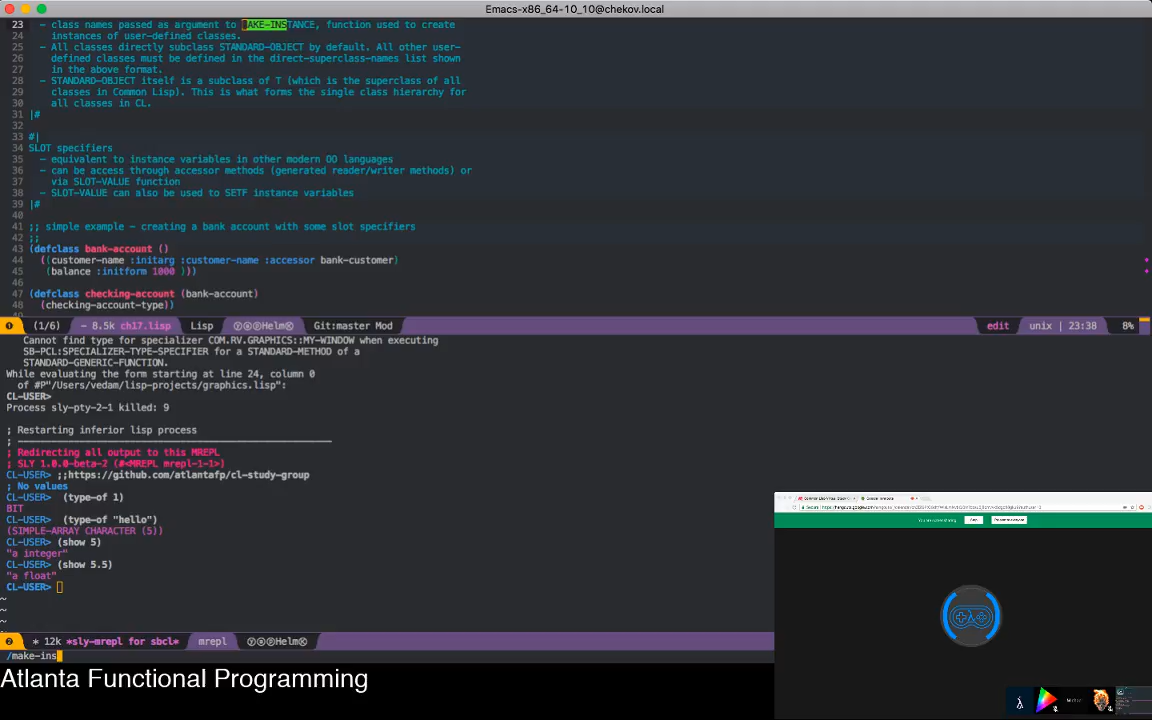 Emacs-x86_64-10_10@chekov.local
23 - class names passed as argument to MAKE-INSTANCE, function used to create
24 instances of user-defined classes.
25 - All classes directly subclass STANDARD-OBJECT by default. All other user-
26 defined classes must be defined in the direct-superclass-names list shown
27 in the above format.
28 - STANDARD-OBJECT itself is a subclass of T (which is the superclass of all
29 classes in Common Lisp). This is what forms the single class hierarchy for
30 all classes in CL.
31 |#
32
33 #|
34 SLOT specifiers
35 - equivalent to instance variables in other modern OO languages
36 - can be access through accessor methods (generated reader/writer methods) or
37 via SLOT-VALUE function
38 - SLOT-VALUE can also be used to SETF instance variables
39 |#
40
41 ;; simple example - creating a bank account with some slot specifiers
42 ;;
43 (defclass bank-account ()
44 ((customer-name :initarg :customer-name :accessor bank-customer)
45 (balance :initform 1000 )))
46
47 (defclass checking-account (bank-account)
48 (checking-account-type))
(1/6) - 8.5k ch17.lisp Lisp ⓨⓐⓟHelmⓀ Git:master Mod edit unix | 23:38 8%
Cannot find type for specializer COM.RV.GRAPHICS::MY-WINDOW when executing
SB-PCL:SPECIALIZER-TYPE-SPECIFIER for a STANDARD-METHOD of a
STANDARD-GENERIC-FUNCTION.
While evaluating the form starting at line 24, column 0
of #P"/Users/vedam/lisp-projects/graphics.lisp":
CL-USER>
Process sly-pty-2-1 killed: 9
; Restarting inferior lisp process
; ----------------------------------------------------------
; Redirecting all output to this MREPL
; SLY 1.0.0-beta-2 (#<MREPL mrepl-1-1>)
CL-USER> ;;https://github.com/atlantafp/cl-study-group
; No values
CL-USER> (type-of 1)
BIT
CL-USER> (type-of "hello")
(SIMPLE-ARRAY CHARACTER (5))
CL-USER> (show 5)
"a integer"
CL-USER> (show 5.5)
"a float"
CL-USER>
~
~
~
* 12k *sly-mrepl for sbcl* mrepl ⓨⓐⓟHelmⓀ
/make-ins
Atlanta Functional Programming